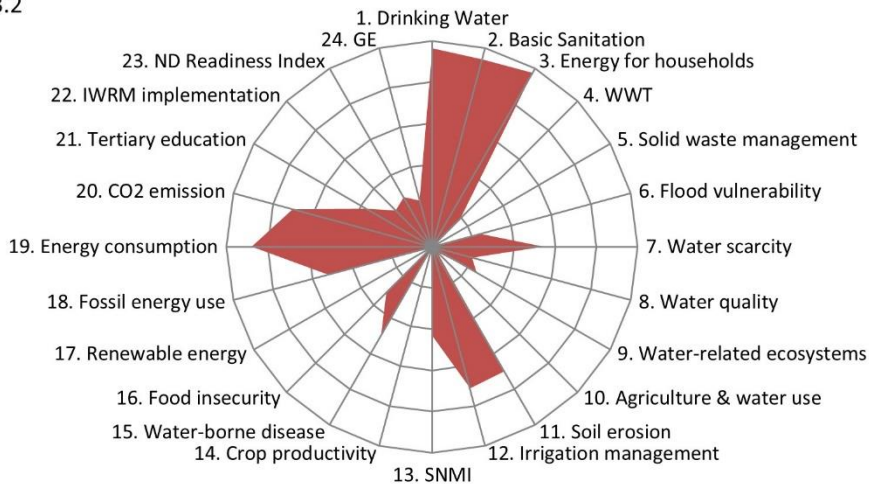 3.2
1. Drinking Water
2. Basic Sanitation
3. Energy for households
4. WWT
5. Solid waste management
6. Flood vulnerability
7. Water scarcity
8. Water quality
9. Water-related ecosystems
10. Agriculture & water use
11. Soil erosion
12. Irrigation management
13. SNMI
14. Crop productivity
15. Water-borne disease
16. Food insecurity
17. Renewable energy
18. Fossil energy use
19. Energy consumption
20. CO2 emission
21. Tertiary education
22. IWRM implementation
23. ND Readiness Index
24. GE